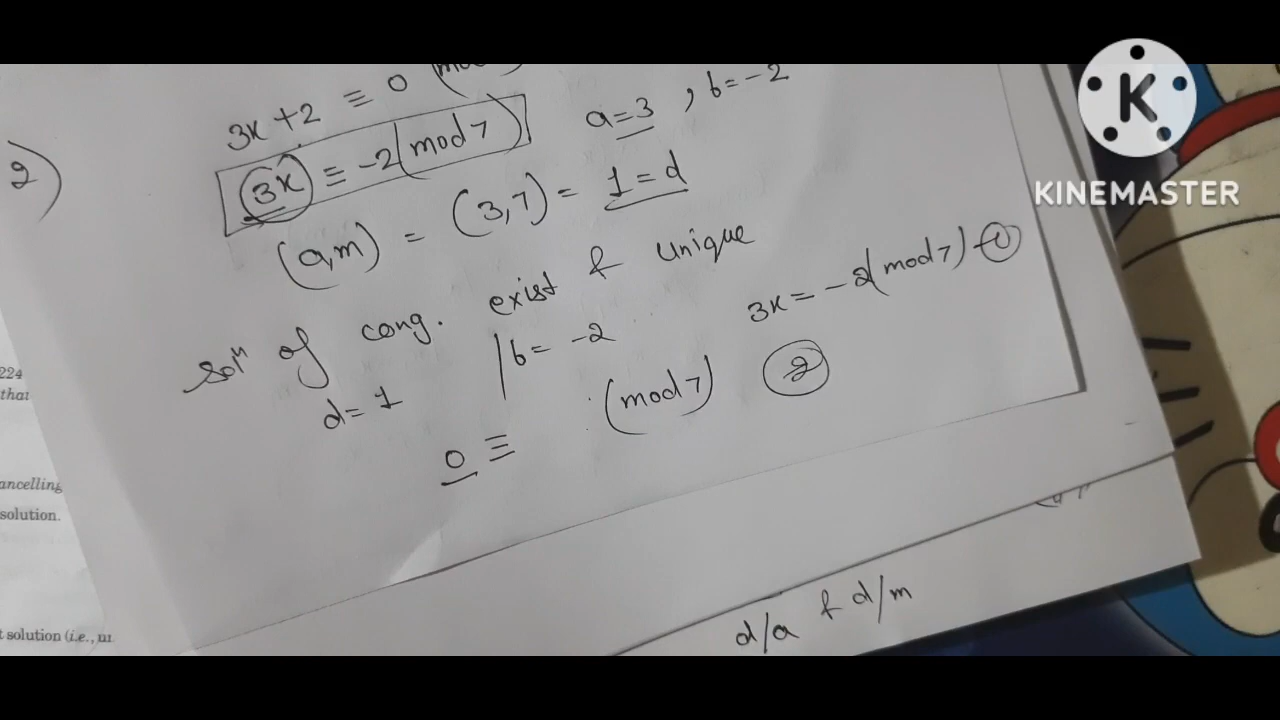 3x + 2 ≡ 0
2) 3x ≡ -2(mod 7) a = 3 , b = -2
(a,m) = (3,7) = 1 = d
Solⁿ of cong. exist & unique
d = 1 | b = -2 3x = -2(mod 7) -①
0 ≡ (mod 7) ②
d/a & d/m
224
that
ancelling
solution.
t solution (i.e.,
K
KINEMASTER